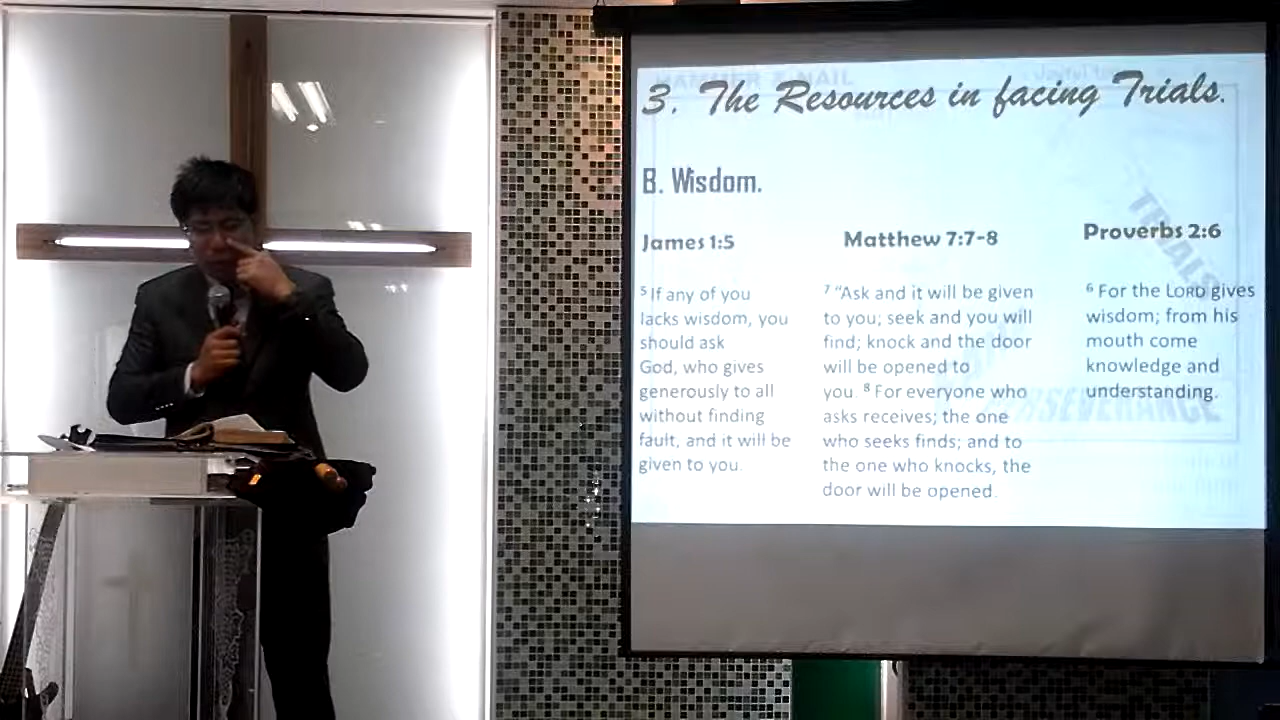 3. The Resources in facing Trials.
B. Wisdom.
James 1:5
5 If any of you
lacks wisdom, you
should ask
God, who gives
generously to all
without finding
fault, and it will be
given to you.
Matthew 7:7-8
7 “Ask and it will be given
to you; seek and you will
find; knock and the door
will be opened to
you. 8 For everyone who
asks receives; the one
who seeks finds; and to
the one who knocks, the
door will be opened.
Proverbs 2:6
6 For the LORD gives
wisdom; from his
mouth come
knowledge and
understanding.
HAMMER & NAIL
TRIALS
PERSEVERANCE